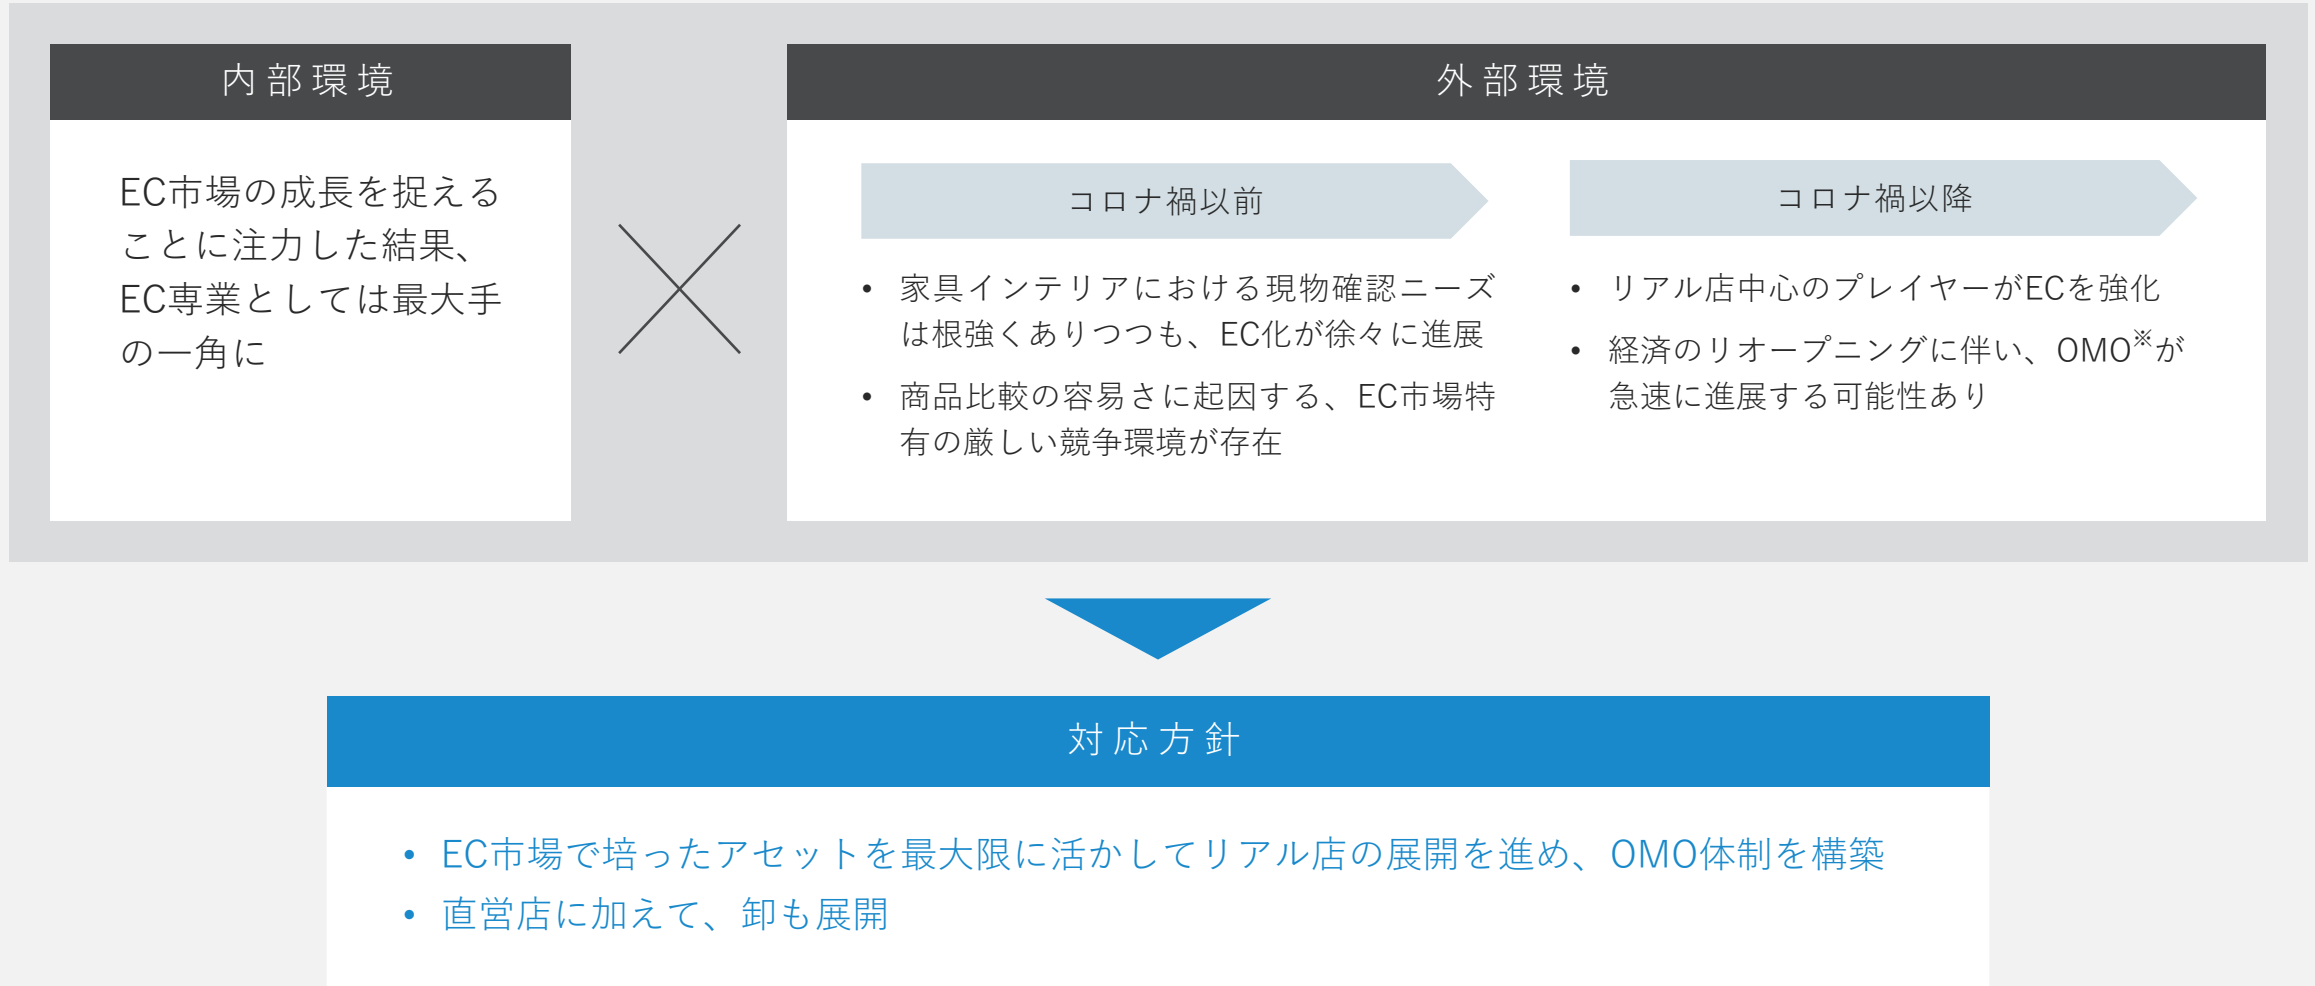 内部環境
EC市場の成長を捉える
ことに注力した結果、
EC専業としては最大手
の一角に
外部環境
コロナ禍以前
• 家具インテリアにおける現物確認ニーズ
は根強くありつつも、EC化が徐々に進展
• 商品比較の容易さに起因する、EC市場特
有の厳しい競争環境が存在
コロナ禍以降
• リアル店中心のプレイヤーがECを強化
• 経済のリオープニングに伴い、OMO※が
急速に進展する可能性あり
対応方針
• EC市場で培ったアセットを最大限に活かしてリアル店の展開を進め、OMO体制を構築
• 直営店に加えて、卸も展開